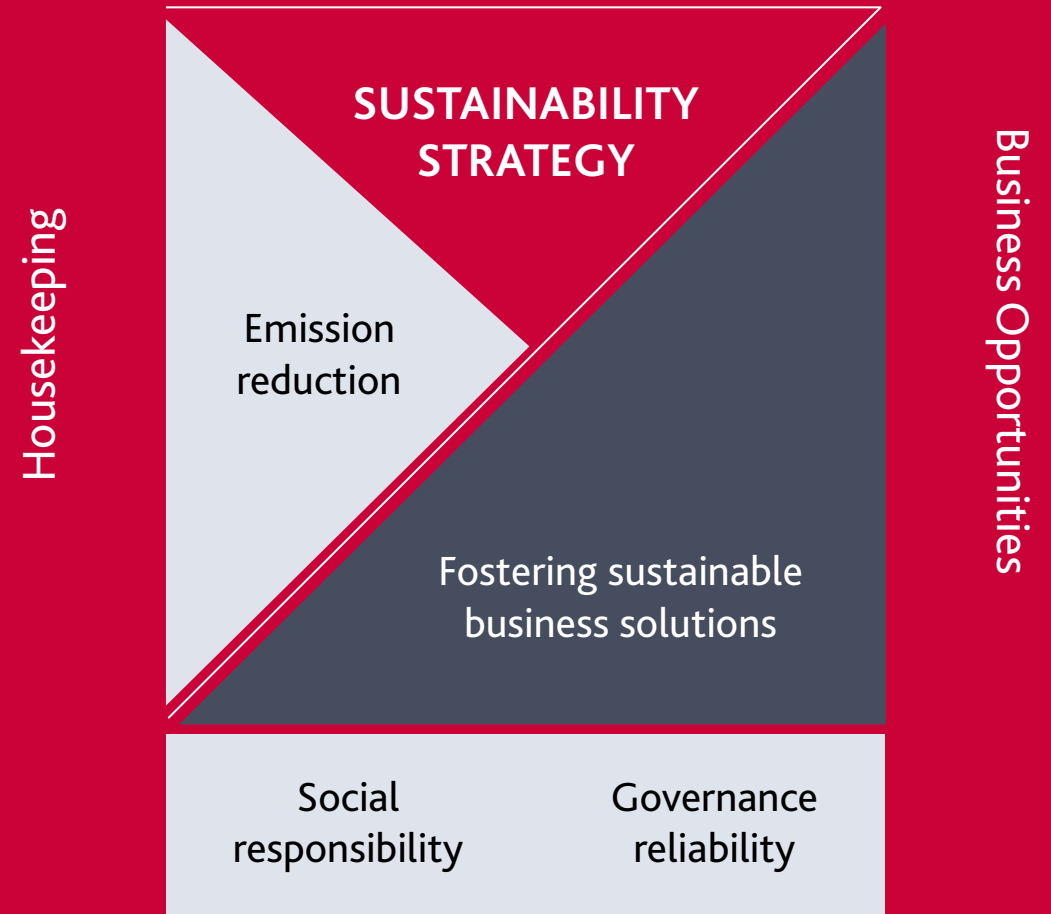 SUSTAINABILITY
STRATEGY
Housekeeping
Emission
reduction
Business Opportunities
Fostering sustainable
business solutions
Social
responsibility
Governance
reliability